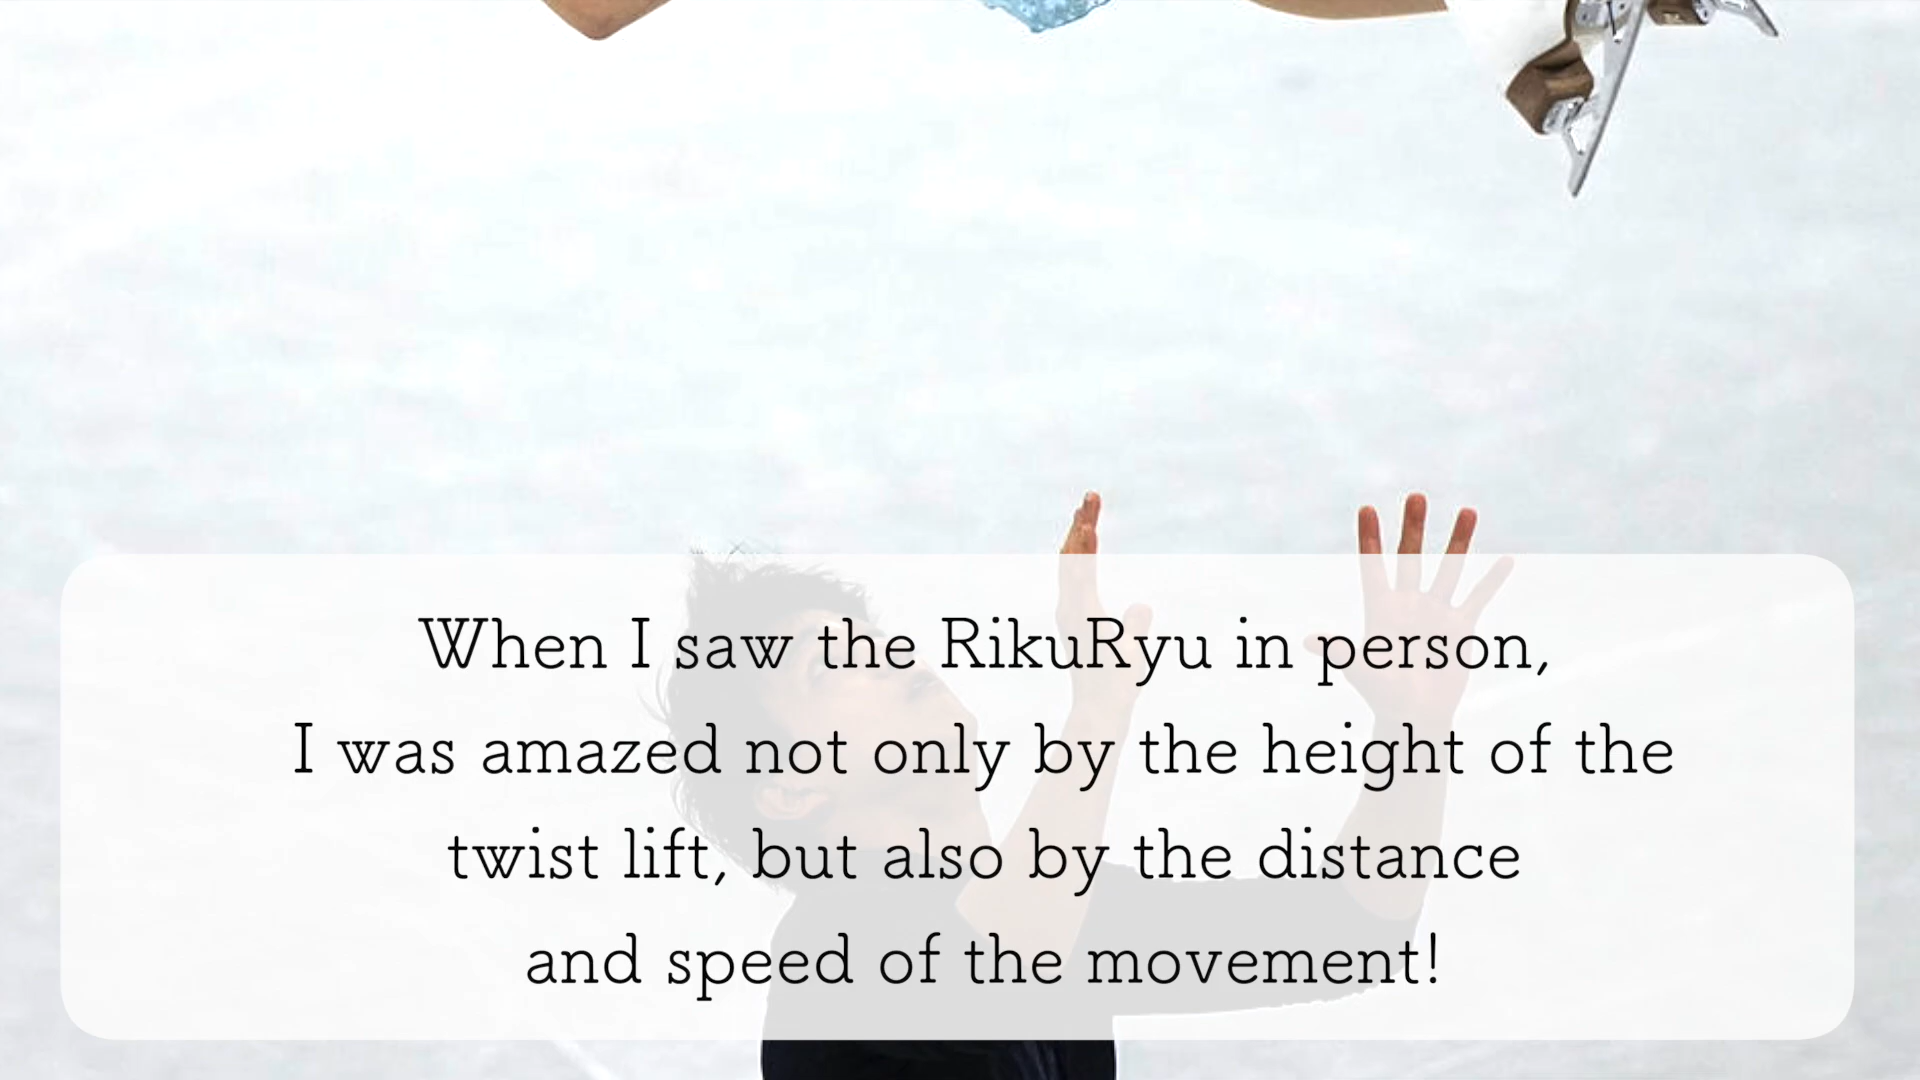 When I saw the RikuRyu in person,
I was amazed not only by the height of the
twist lift, but also by the distance
and speed of the movement!